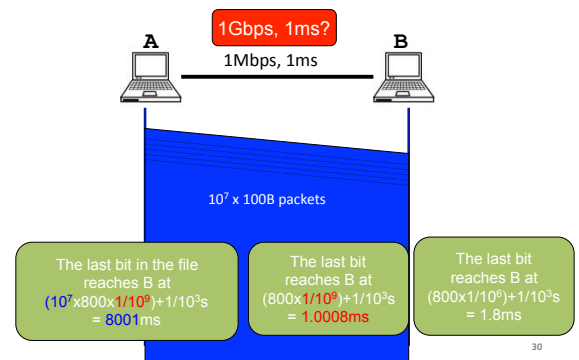 1Gbps, 1ms?
A
B
1Mbps, 1ms
10⁷ x 100B packets
The last bit in the file
reaches B at
(10⁷x800x1/10⁹)+1/10³s
= 8001ms
The last bit
reaches B at
(800x1/10⁹)+1/10³s
= 1.0008ms
The last bit
reaches B at
(800x1/10⁶)+1/10³s
= 1.8ms
30